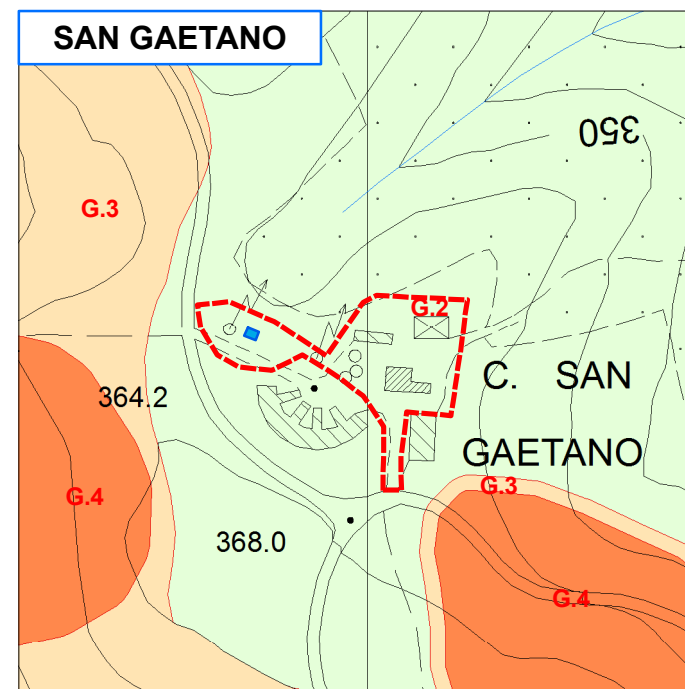 SAN GAETANO
350
G.3
G.2
C. SAN
364.2
GAETANO
G.3
G.4
368.0
G.4